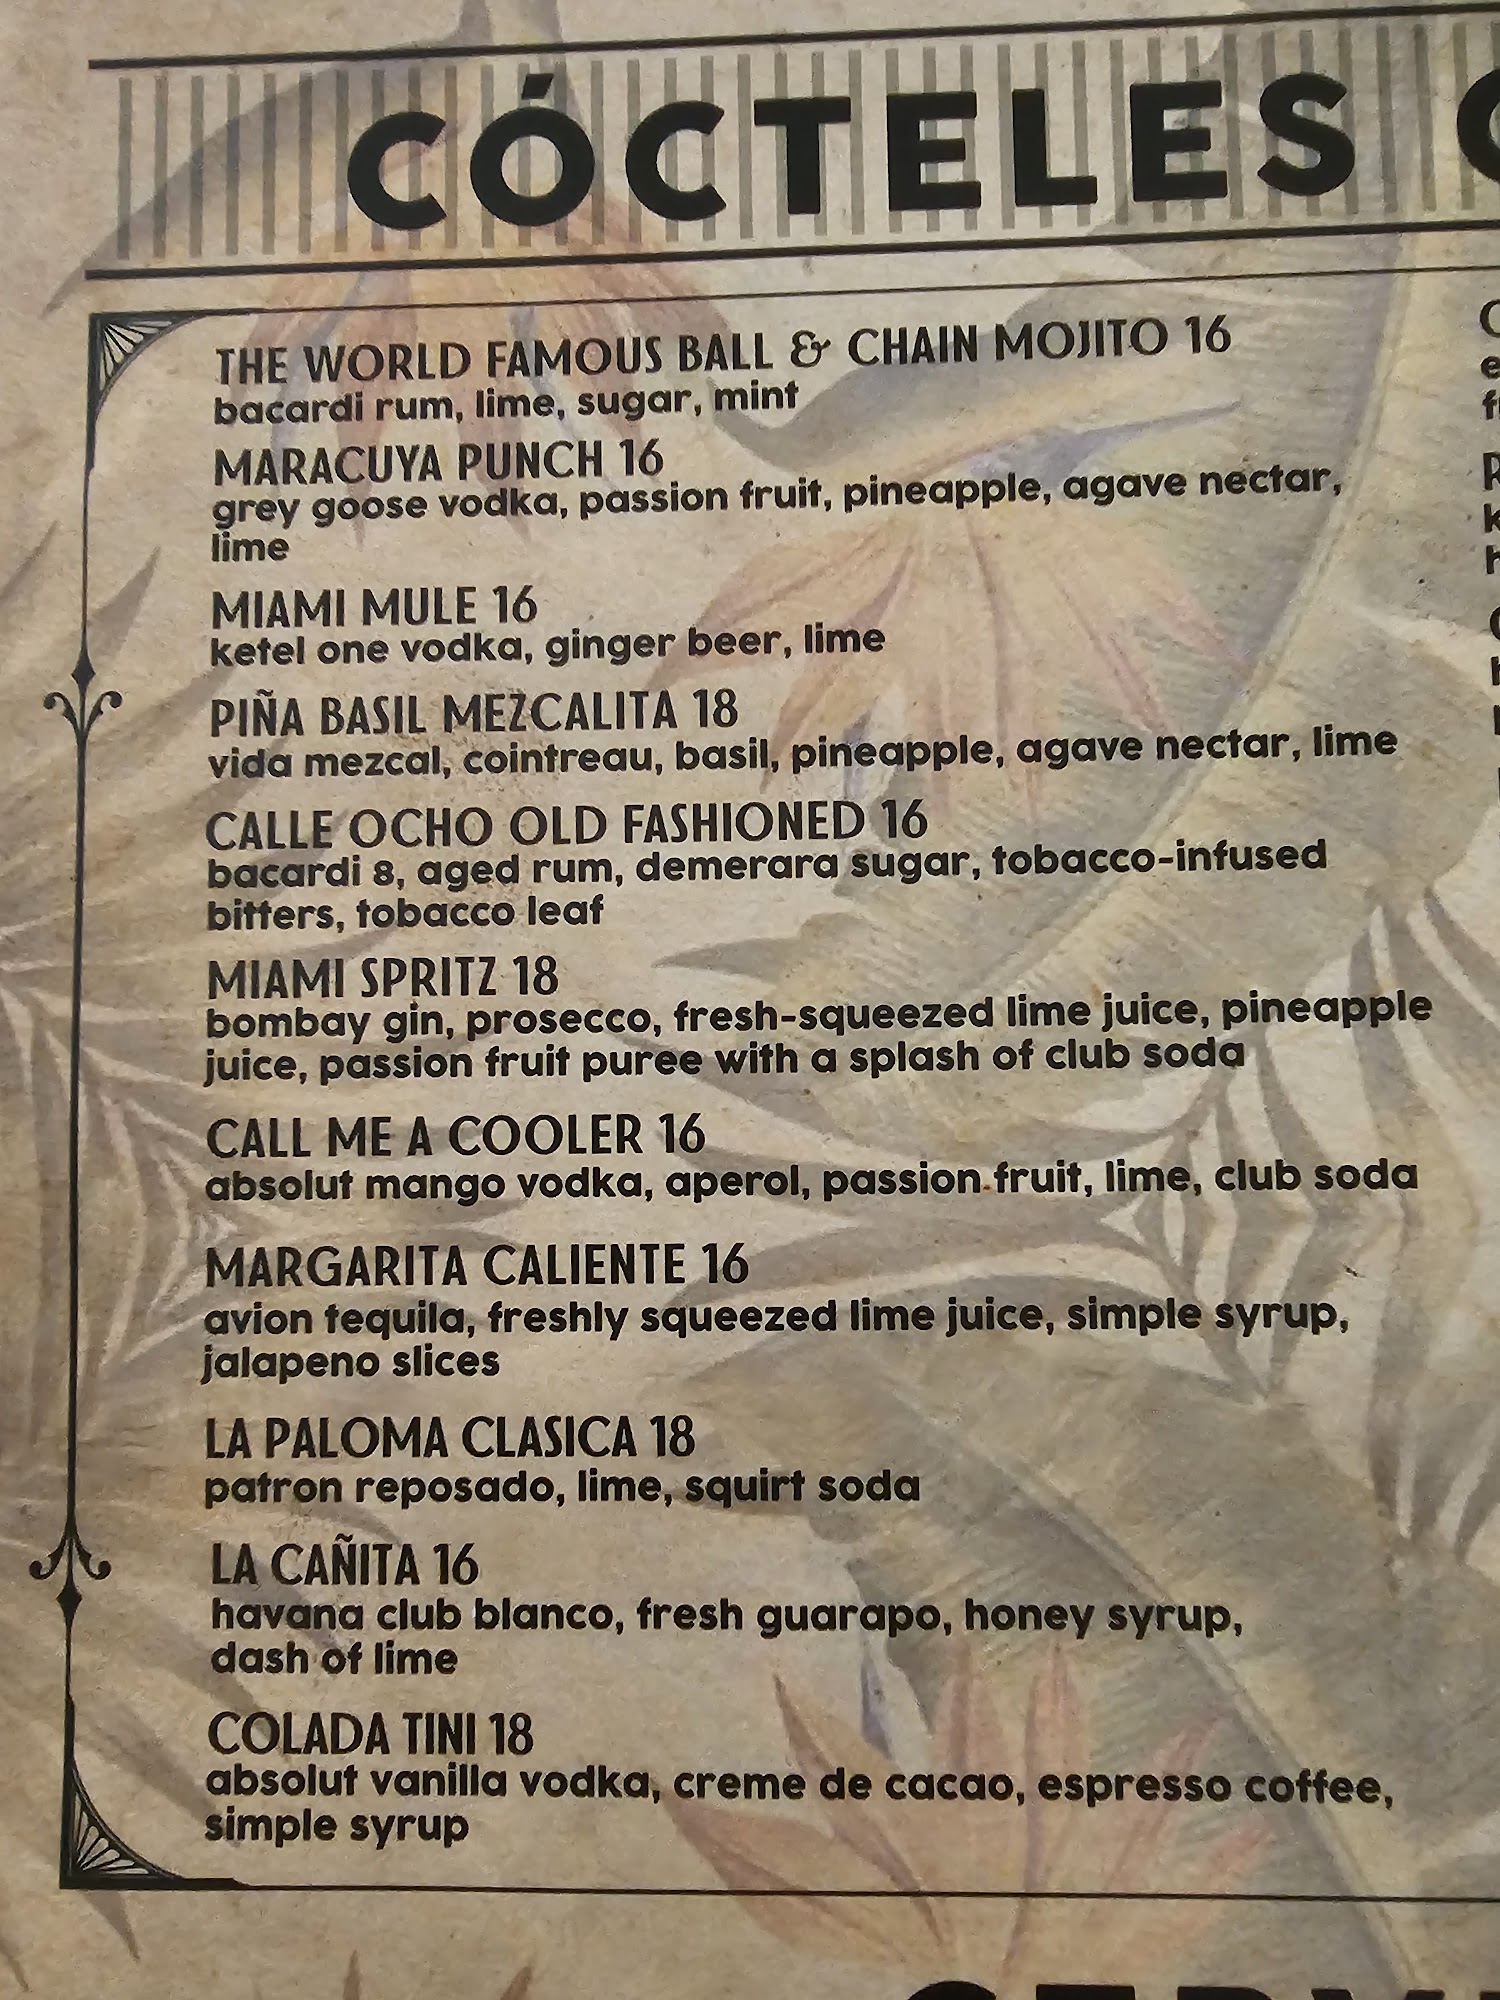 CÓCTELES
THE WORLD FAMOUS BALL & CHAIN MOJITO 16
bacardi rum, lime, sugar, mint
MARACUYA PUNCH 16
grey goose vodka, passion fruit, pineapple, agave nectar,
lime
MIAMI MULE 16
ketel one vodka, ginger beer, lime
PIÑA BASIL MEZCALITA 18
vida mezcal, cointreau, basil, pineapple, agave nectar, lime
CALLE OCHO OLD FASHIONED 16
bacardi 8, aged rum, demerara sugar, tobacco-infused
bitters, tobacco leaf
MIAMI SPRITZ 18
bombay gin, prosecco, fresh-squeezed lime juice, pineapple
juice, passion fruit puree with a splash of club soda
CALL ME A COOLER 16
absolut mango vodka, aperol, passion fruit, lime, club soda
MARGARITA CALIENTE 16
avion tequila, freshly squeezed lime juice, simple syrup,
jalapeno slices
LA PALOMA CLASICA 18
patron reposado, lime, squirt soda
LA CAÑITA 16
havana club blanco, fresh guarapo, honey syrup,
dash of lime
COLADA TINI 18
absolut vanilla vodka, creme de cacao, espresso coffee,
simple syrup